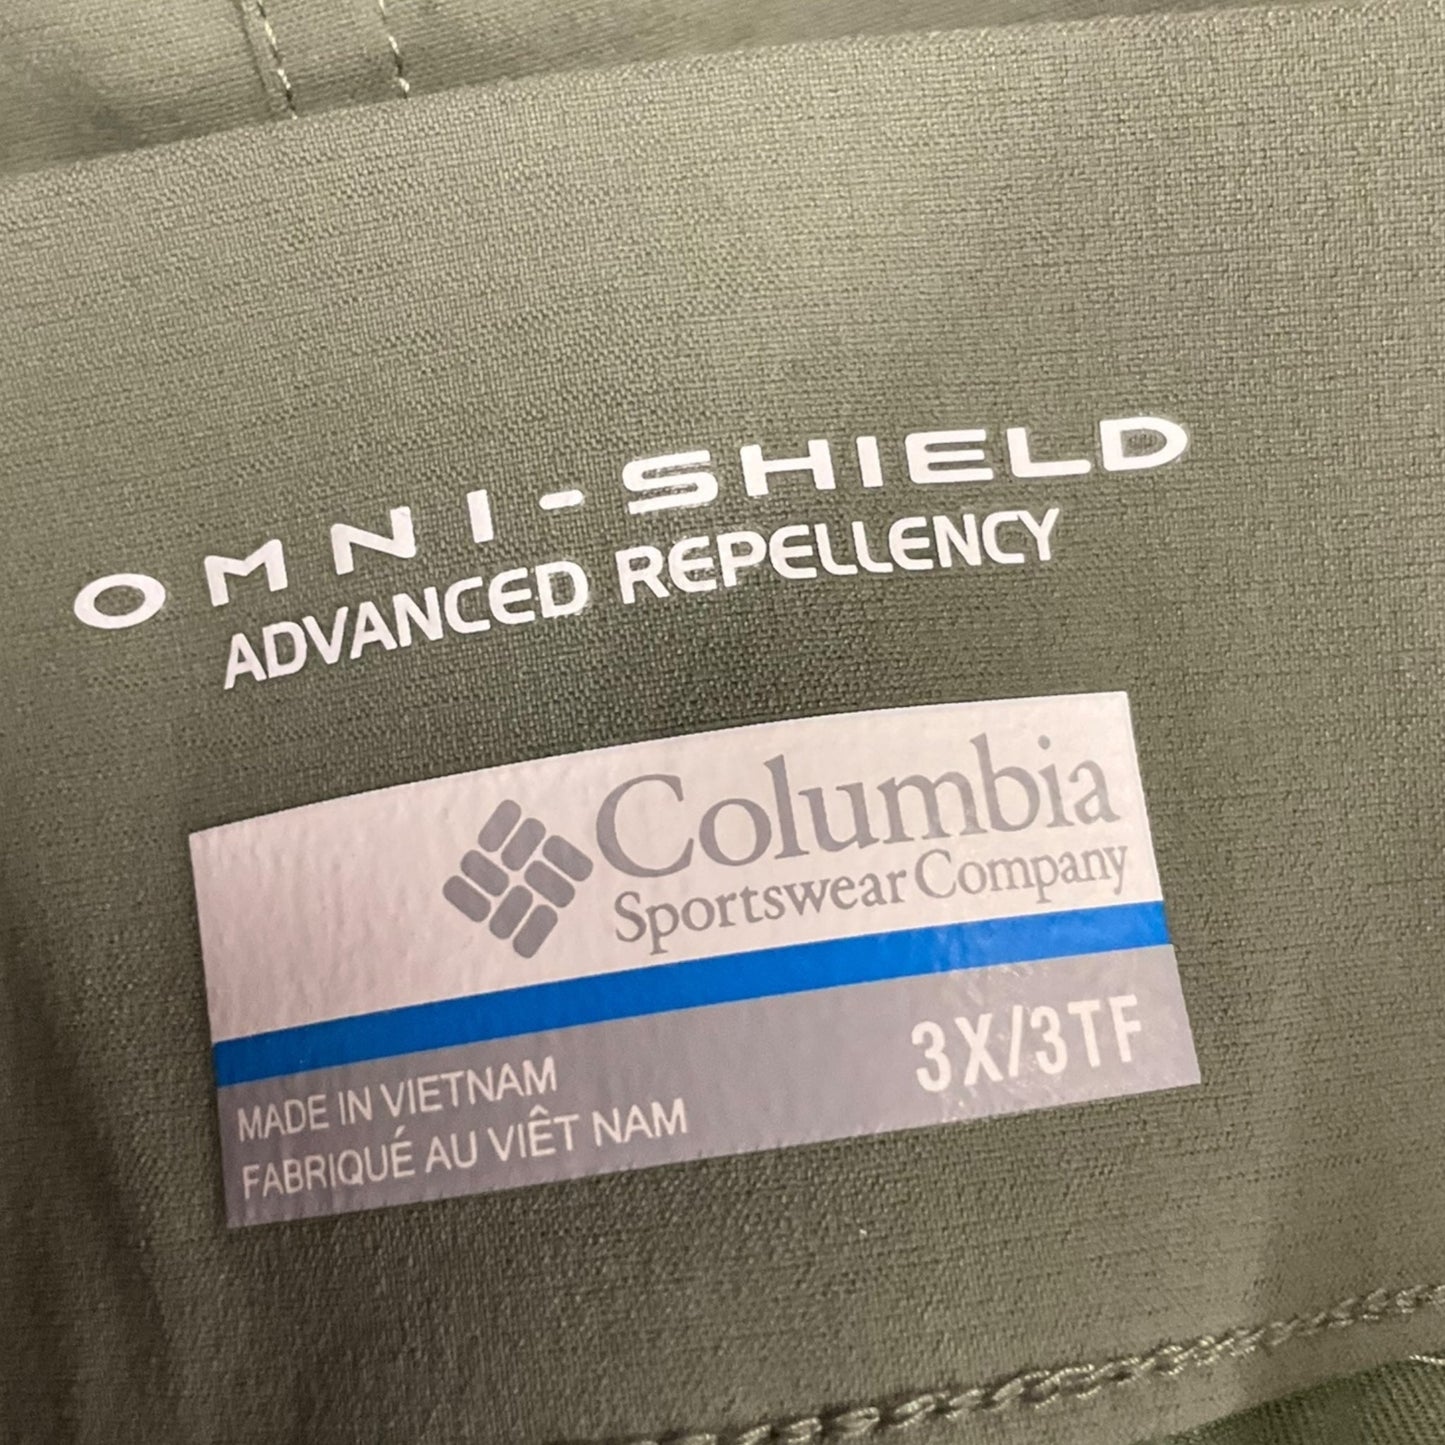 OMNI-SHIELD
ADVANCED REPELLENCY
Columbia
Sportswear Company
3X/3TF
MADE IN VIETNAM
FABRIQUÉ AU VIÊT NAM